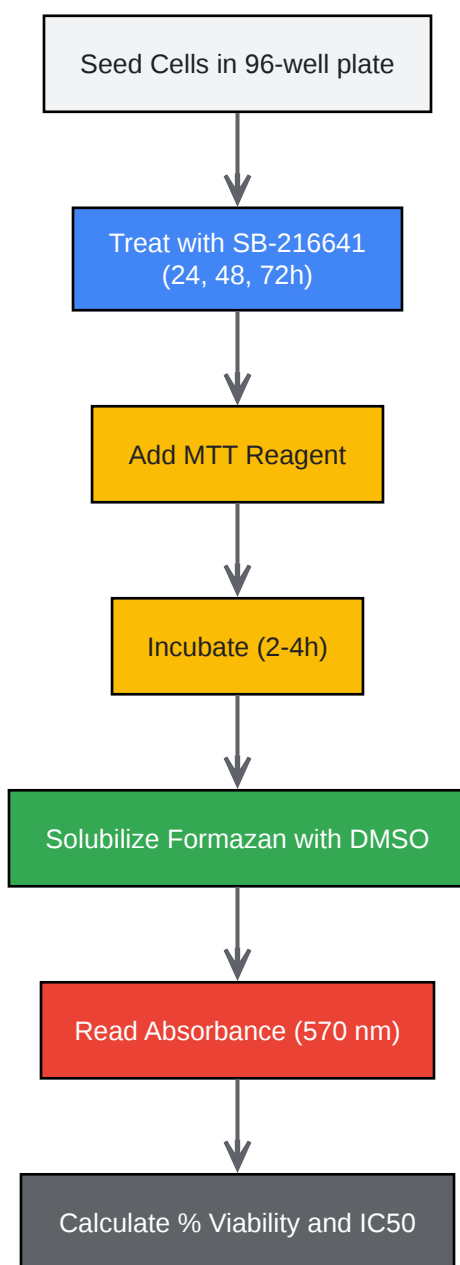 Seed Cells in 96-well plate
Treat with SB-216641
(24, 48, 72h)
Add MTT Reagent
Incubate (2-4h)
Solubilize Formazan with DMSO
Read Absorbance (570 nm)
Calculate % Viability and IC50